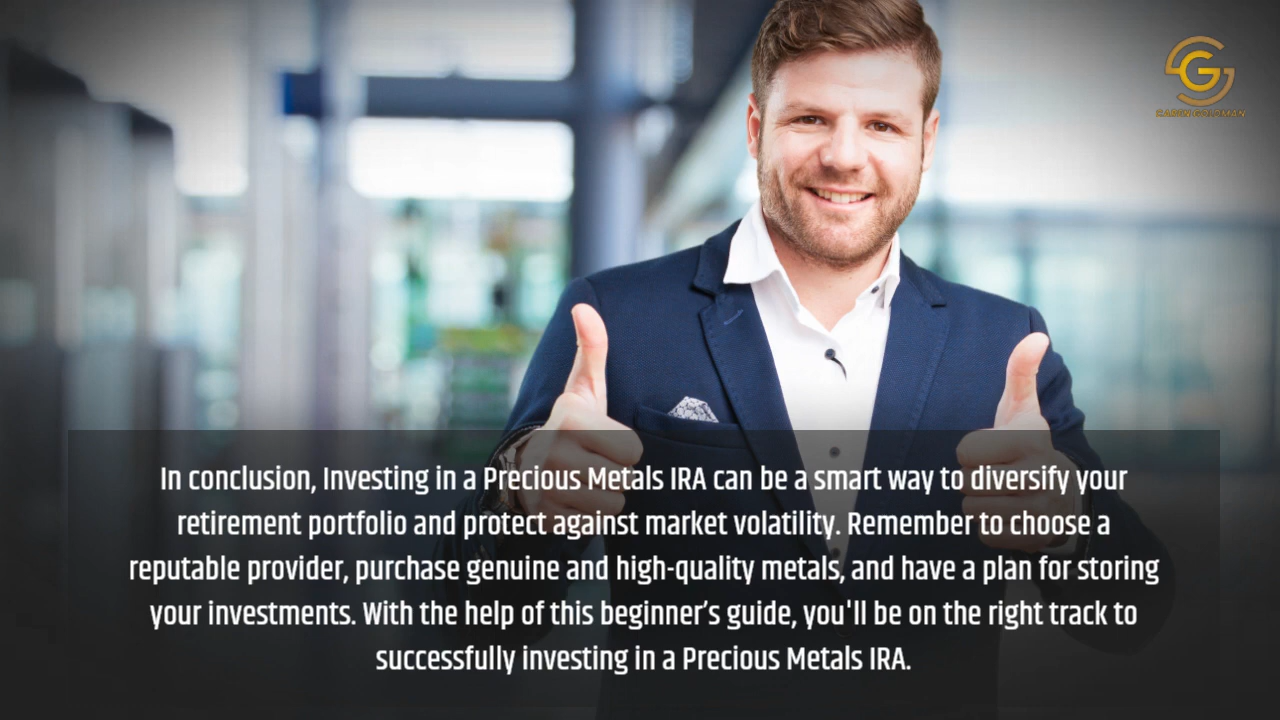 In conclusion, Investing in a Precious Metals IRA can be a smart way to diversify your
retirement portfolio and protect against market volatility. Remember to choose a
reputable provider, purchase genuine and high-quality metals, and have a plan for storing
your investments. With the help of this beginner’s guide, you'll be on the right track to
successfully investing in a Precious Metals IRA.